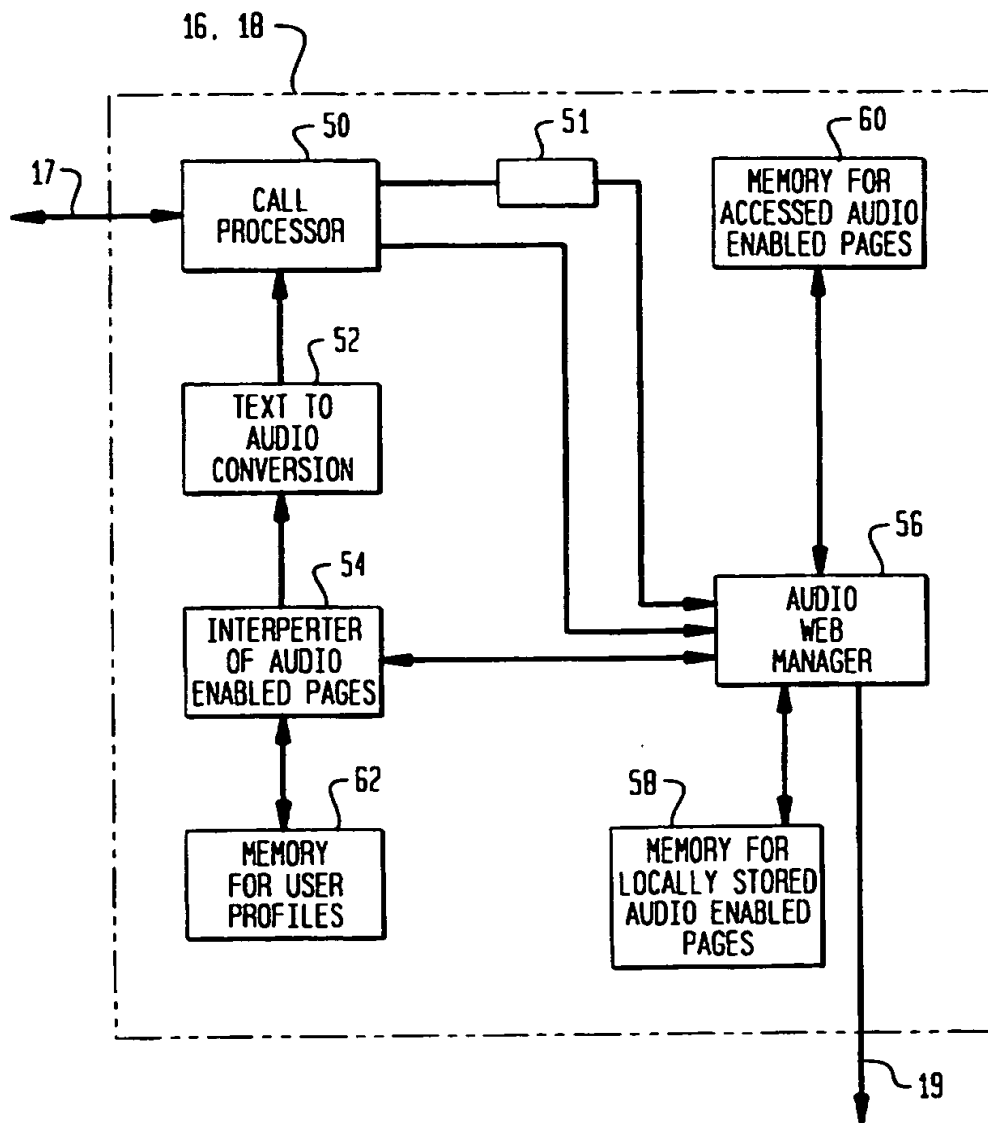 16, 18
50
51
60
17
CALL
PROCESSOR
MEMORY FOR
ACCESSED AUDIO
ENABLED PAGES
52
TEXT TO
AUDIO
CONVERSION
54
56
INTERPERTER
OF AUDIO
ENABLED PAGES
AUDIO
WEB
MANAGER
62
58
MEMORY
FOR USER
PROFILES
MEMORY FOR
LOCALLY STORED
AUDIO ENABLED
PAGES
19